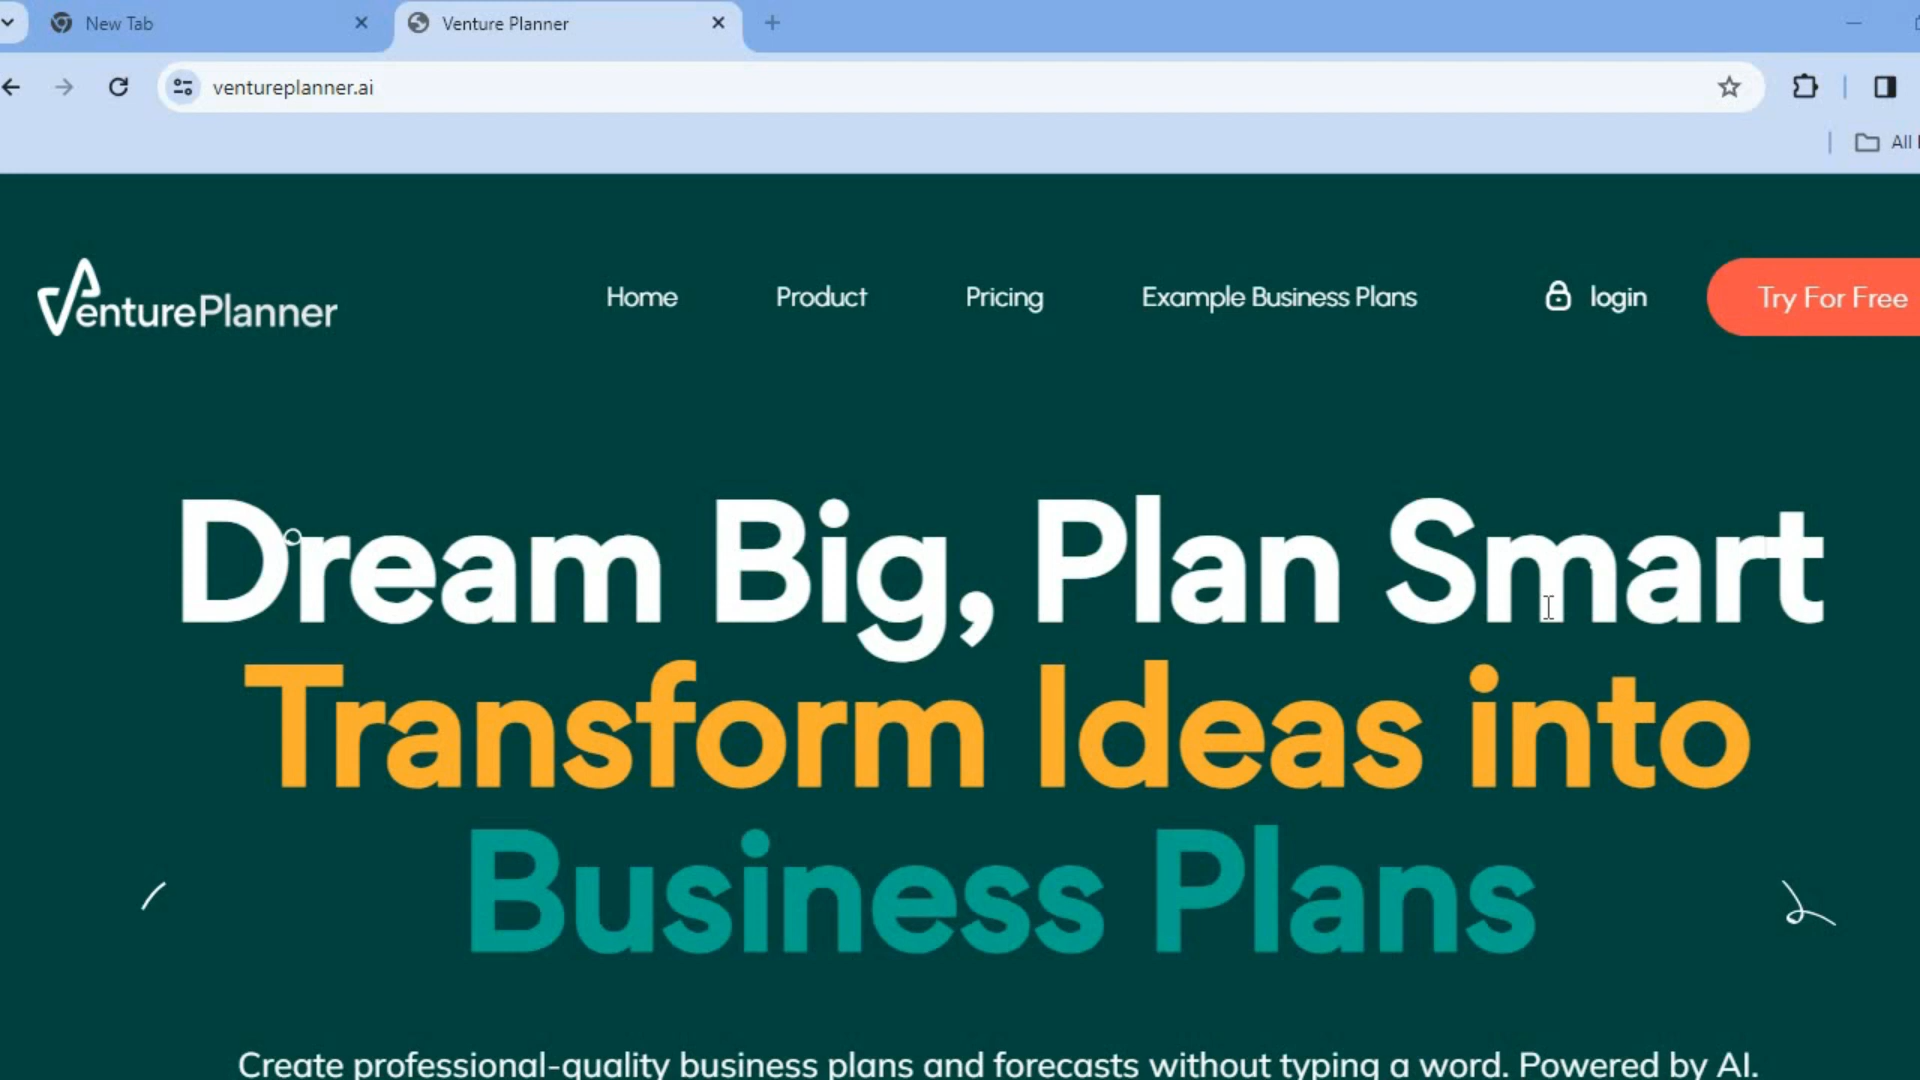 New Tab
Venture Planner
ventureplanner.ai
All
VenturePlanner
Home
Product
Pricing
Example Business Plans
login
Try For Free
Dream Big, Plan Smart
Transform Ideas into
Business Plans
Create professional-quality business plans and forecasts without typing a word. Powered by AI.